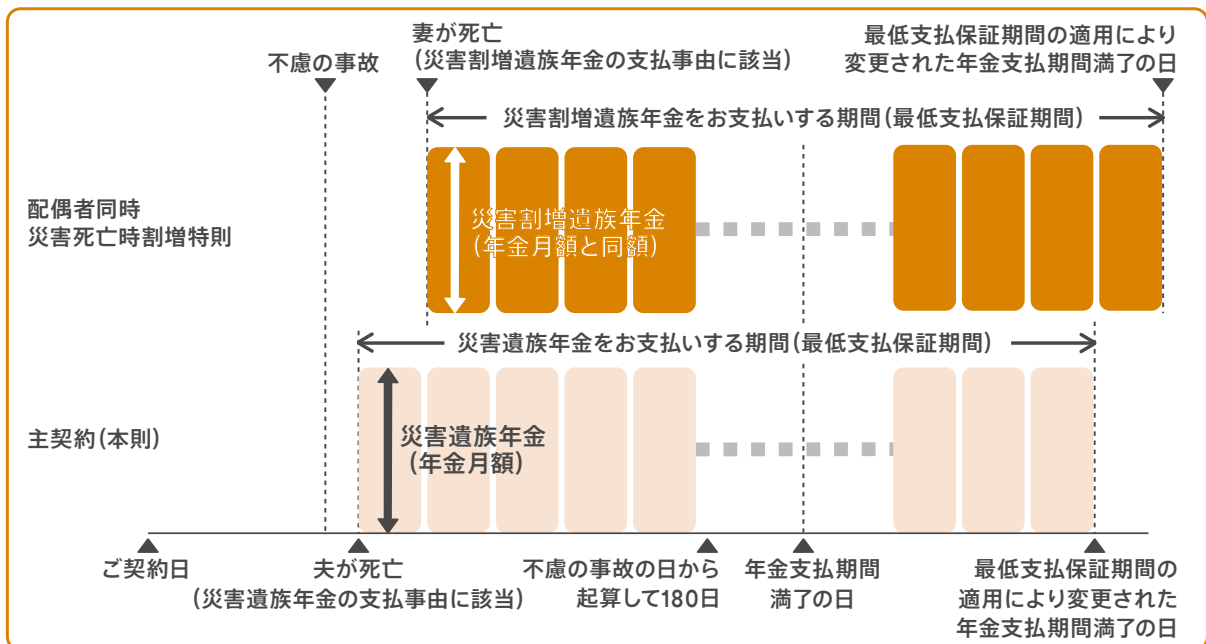 不慮の事故
妻が死亡
(災害割増遺族年金の支払事由に該当)
最低支払保証期間の適用により
変更された年金支払期間満了の日
災害割増遺族年金をお支払いする期間(最低支払保証期間)
配偶者同時
災害死亡時割増特則
災害割増遺族年金
(年金月額と同額)
災害遺族年金をお支払いする期間(最低支払保証期間)
主契約(本則)
災害遺族年金
(年金月額)
ご契約日
夫が死亡
(災害遺族年金の支払事由に該当)
不慮の事故の日から
起算して180日
年金支払期間
満了の日
最低支払保証期間の
適用により変更された
年金支払期間満了の日